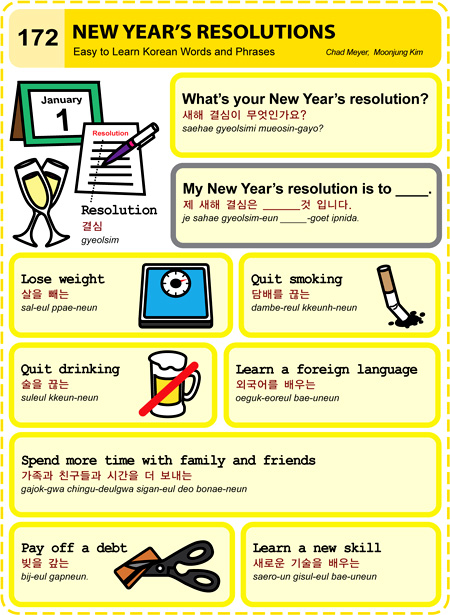 172
NEW YEAR'S RESOLUTIONS
Easy to Learn Korean Words and Phrases
Chad Meyer, Moonjung Kim
January
1
Resolution
Resolution
결심
gyeolsim
What's your New Year's resolution?
새해 결심이 무엇인가요?
saehae gyeolsimi mueosin-gayo?
My New Year's resolution is to ____.
제 새해 결심은 ______것 입니다.
je sahae gyeolsim-eun _____-goet ipnida.
Lose weight
살을 빼는
sal-eul ppae-neun
Quit smoking
담배를 끊는
dambe-reul kkeunh-neun
Quit drinking
술을 끊는
suleul kkeun-neun
Learn a foreign language
외국어를 배우는
oeguk-eoreul bae-uneun
Spend more time with family and friends
가족과 친구들과 시간을 더 보내는
gajok-gwa chingu-deulgwa sigan-eul deo bonae-neun
Pay off a debt
빚을 갚는
bij-eul gapneun.
Learn a new skill
새로운 기술을 배우는
saero-un gisul-eul bae-uneun